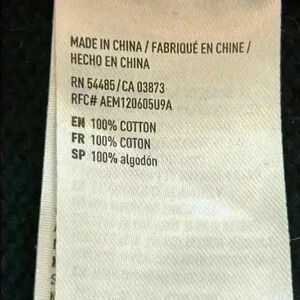 MADE IN CHINA / FABRIQUÉ EN CHINE /
HECHO EN CHINA
RN 54485 / CA 03873
RFC# AEM120605U9A
EN 100% COTTON
FR 100% COTON
SP 100% algodón